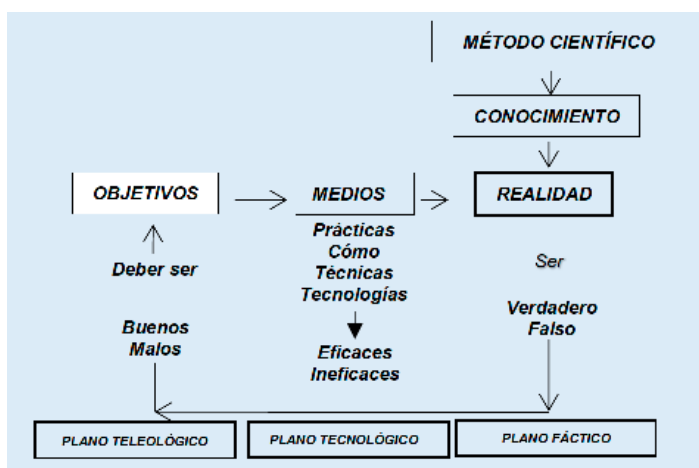 MÉTODO CIENTÍFICO
CONOCIMIENTO
OBJETIVOS
MEDIOS
REALIDAD
Deber ser
Prácticas
Cómo
Técnicas
Tecnologías
Ser
Buenos
Malos
Eficaces
Ineficaces
Verdadero
Falso
PLANO TELEOLÓGICO
PLANO TECNOLÓGICO
PLANO FÁCTICO